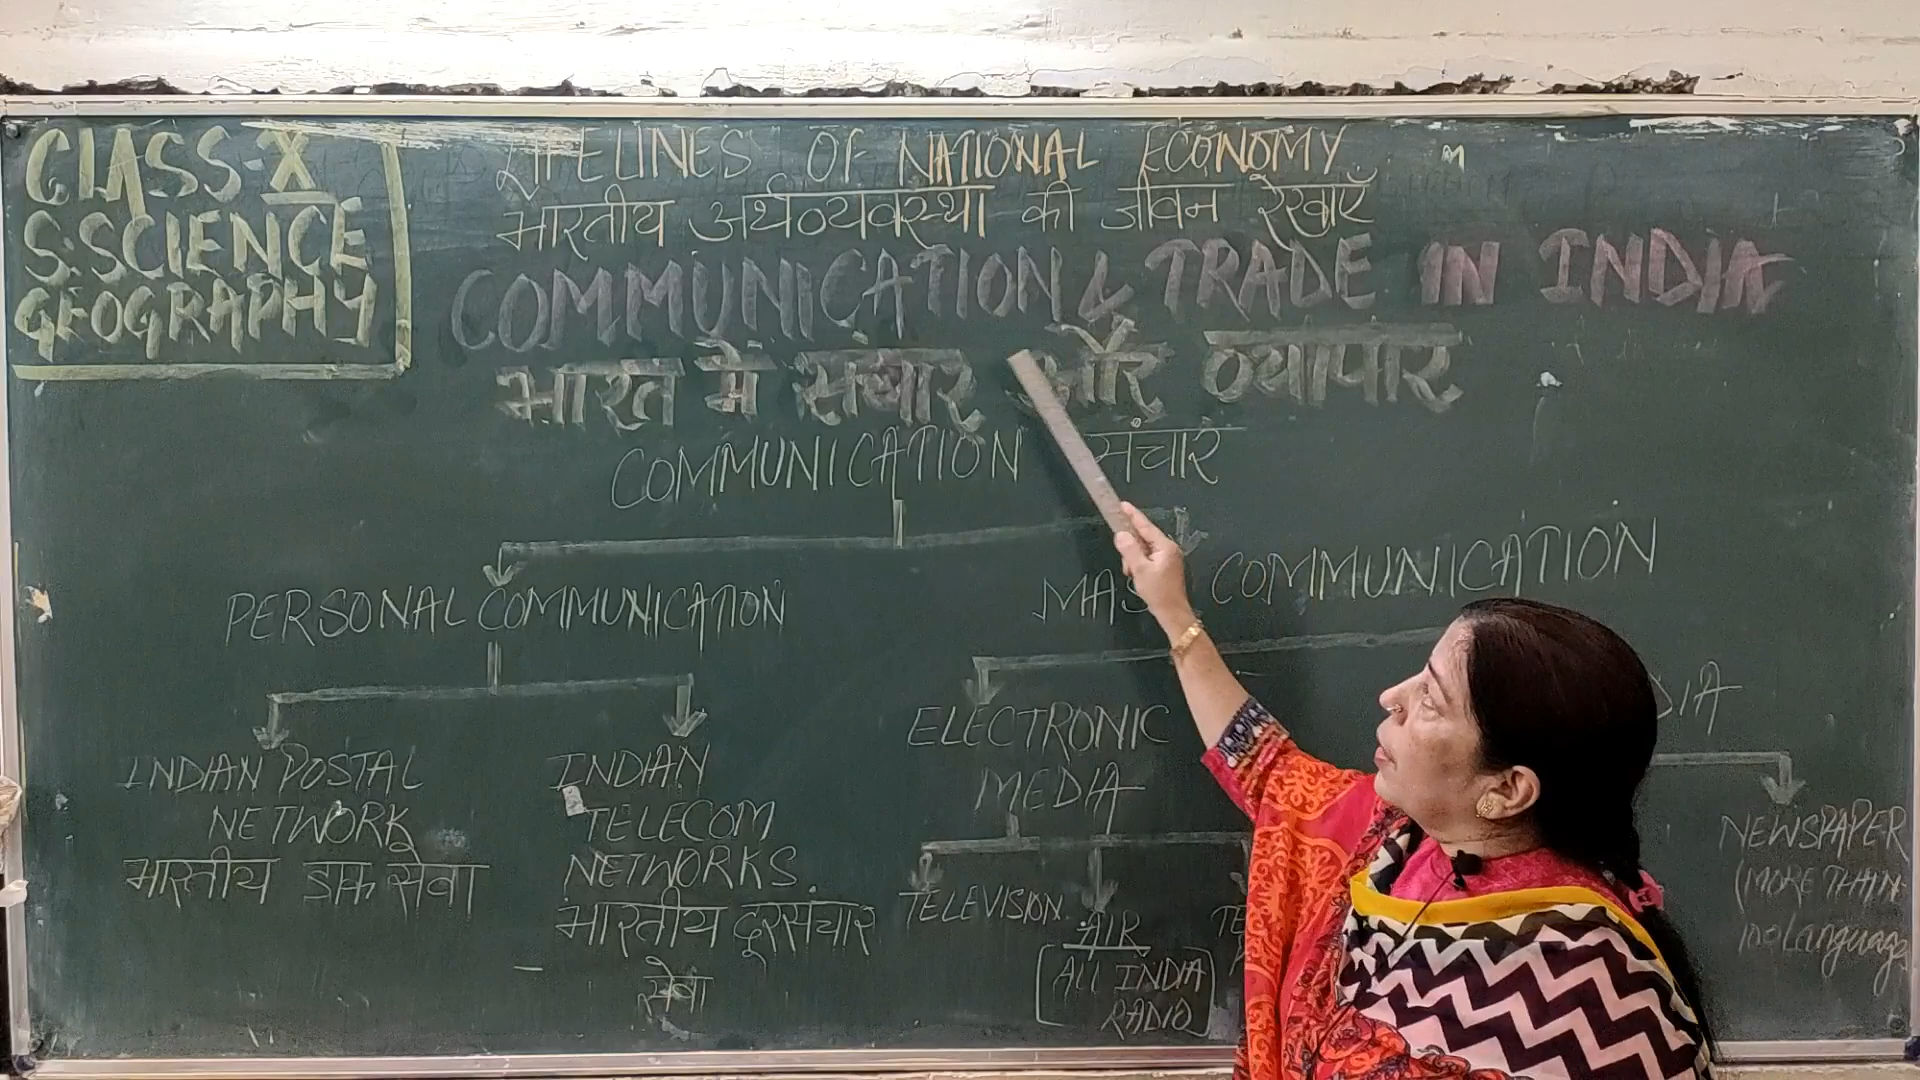 CLASS-X
S.SCIENCE
GEOGRAPHY
LIFELINES OF NATIONAL ECONOMY
भारतीय अर्थव्यवस्था की जीवन रेखाएँ
COMMUNICATION & TRADE IN INDIA
भारत में संचार और व्यापार
COMMUNICATION संचार
PERSONAL COMMUNICATION
MASS COMMUNICATION
INDIAN POSTAL
NETWORK
भारतीय डाक सेवा
INDIAN
TELECOM
NETWORKS.
भारतीय दूरसंचार
सेवा
ELECTRONIC
MEDIA
TELEVISION
AIR
[ALL INDIA
RADIO]
NEWSPAPER
(MORE THAN
100 Language